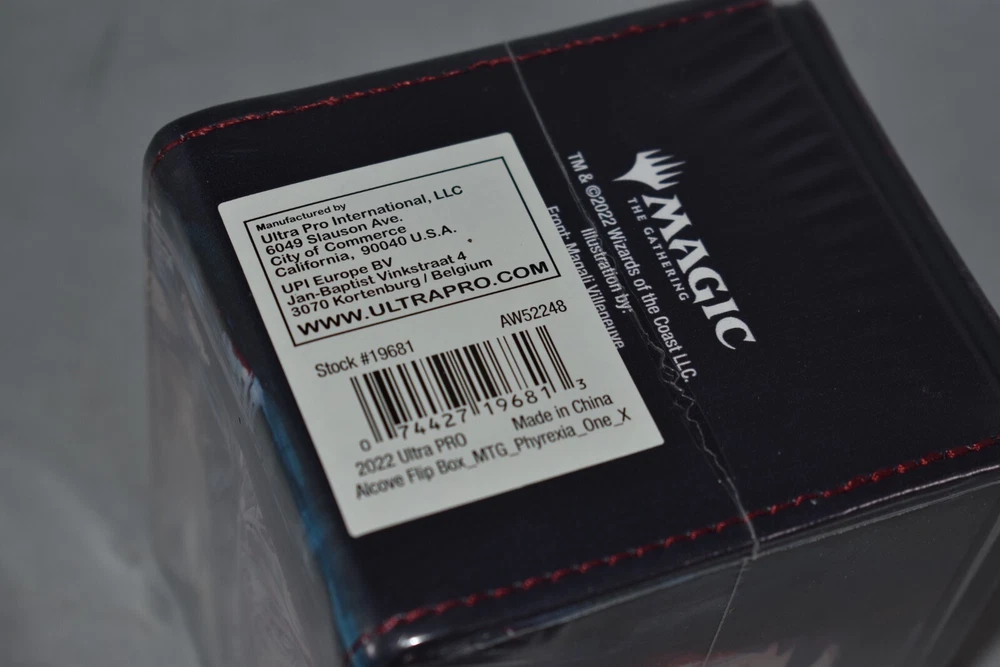 Manufactured by
Ultra Pro International, LLC
6049 Slauson Ave.
City of Commerce
California, 90040 U.S.A.
UPI Europe BV
Jan-Baptist Vinkstraat 4
3070 Kortenburg / Belgium
WWW.ULTRAPRO.COM
Stock #19681
AW52248
0 74427 19681 3
2022 Ultra PRO
Made in China
Alcove Flip Box_MTG_Phyrexia_One_X
MAGIC
THE GATHERING
TM & ©2022 Wizards of the Coast LLC.
Illustration by:
Front: Magali Villeneuve